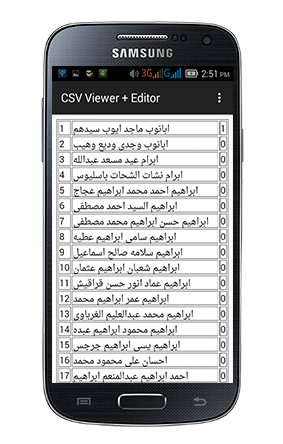 SAMSUNG
3G G 2:51 PM
CSV Viewer + Editor
1 ابانوب ماجد ايوب سيدهم 1
2 ابانوب وجدى وديع وهيب 0
3 ابرام عيد مسعد عبدالله 0
4 ابرام نشات الشحات باسليوس 0
5 ابراهيم احمد محمد ابراهيم عجاج 0
6 ابراهيم السيد احمد مصطفى 0
7 ابراهيم حسن ابراهيم محمد مصطفى 0
8 ابراهيم سامى ابراهيم عطيه 0
9 ابراهيم سلامه صالح اسماعيل 0
10 ابراهيم شعبان ابراهيم عثمان 0
11 ابراهيم عماد انور حسن قراقيش 0
12 ابراهيم عمر ابراهيم محمد 0
13 ابراهيم محمد عبدالعليم الغرباوى 0
14 ابراهيم محمود ابراهيم عبده 0
15 ابراهيم يسى ابراهيم جرجس 0
16 احسان على محمود محمد 0
17 احمد ابراهيم عبدالمنعم ابراهيم 0